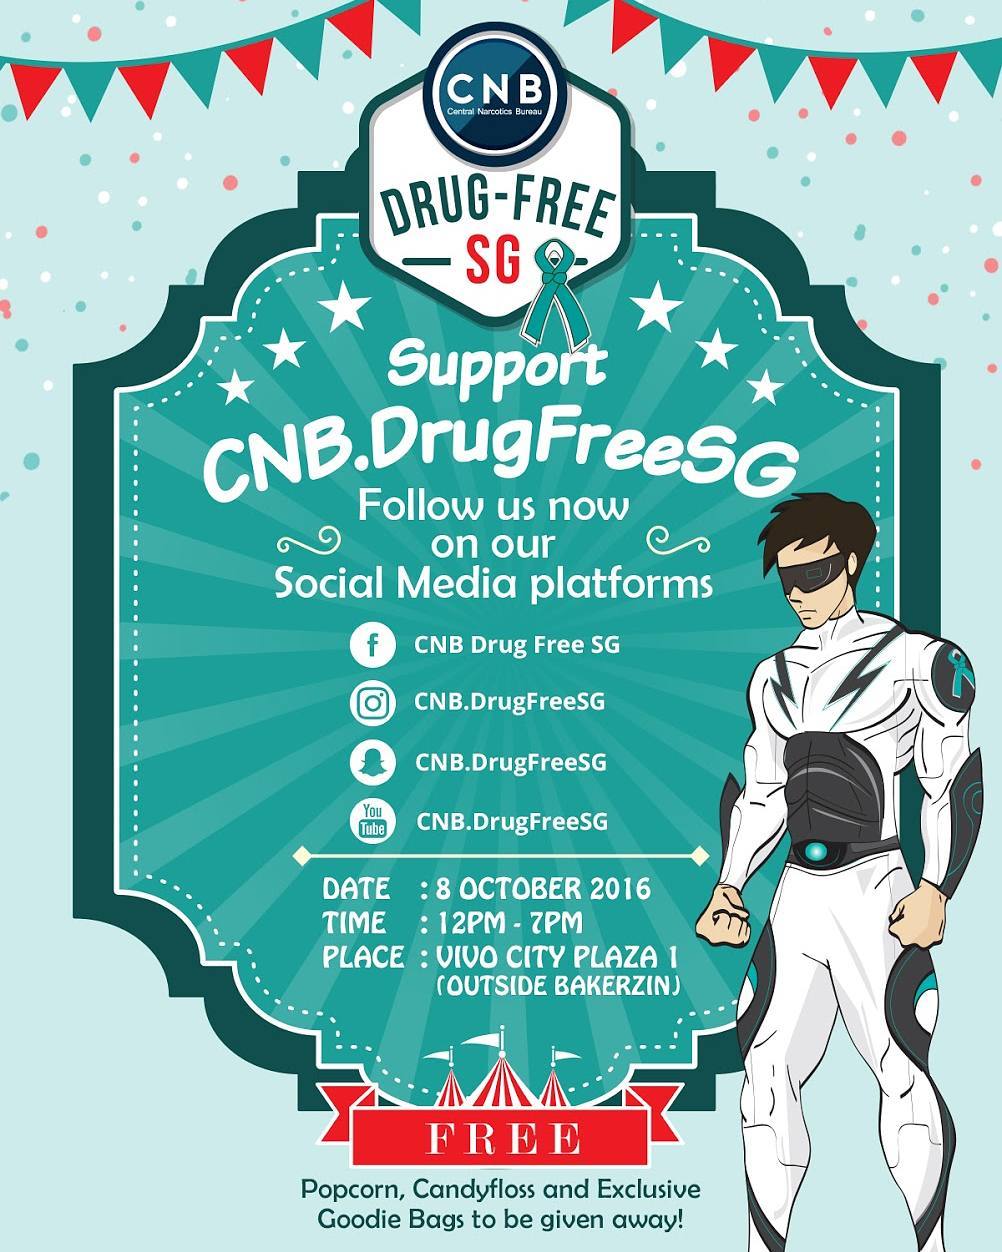 CNB
Central Narcotics Bureau
DRUG-FREE
SG
Support
CNB.DrugFreeSG
Follow us now
on our
Social Media platforms
f CNB Drug Free SG
CNB.DrugFreeSG
CNB.DrugFreeSG
You
Tube CNB.DrugFreeSG
DATE : 8 OCTOBER 2016
TIME : 12PM - 7PM
PLACE : VIVO CITY PLAZA 1
(OUTSIDE BAKERZIN)
FREE
Popcorn, Candyfloss and Exclusive
Goodie Bags to be given away!